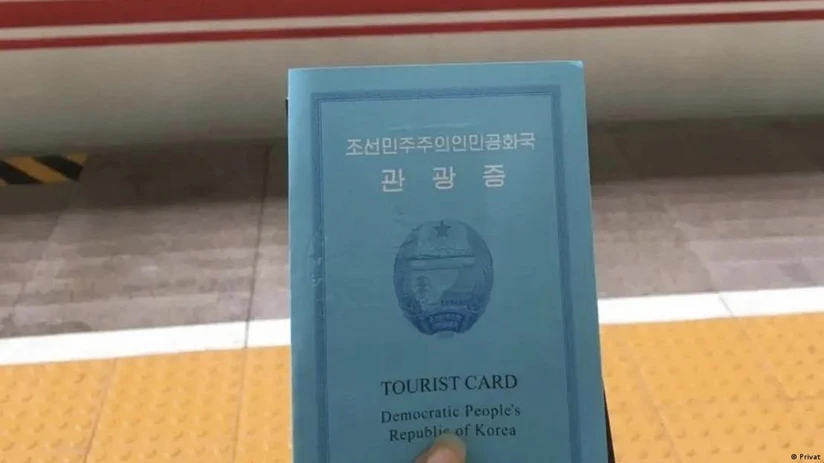 조선민주주의인민공화국
관광증
TOURIST CARD
Democratic People's
Republic of Korea
© Privat